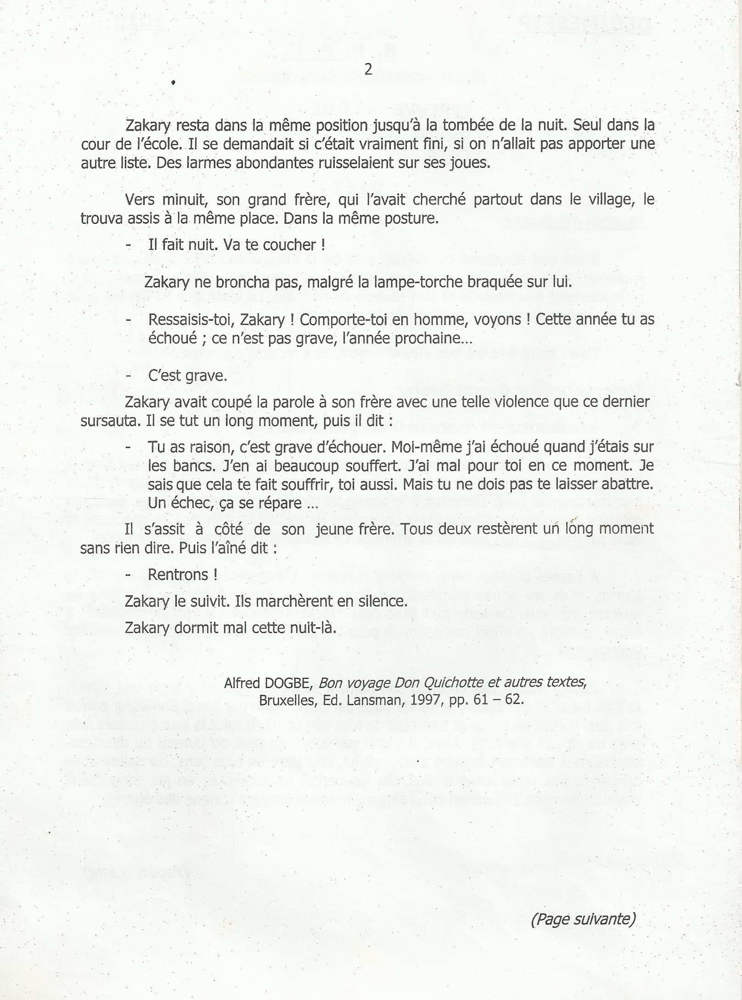 2
Zakary resta dans la même position jusqu'à la tombée de la nuit. Seul dans la
cour de l'école. Il se demandait si c'était vraiment fini, si on n'allait pas apporter une
autre liste. Des larmes abondantes ruisselaient sur ses joues.
Vers minuit, son grand frère, qui l'avait cherché partout dans le village, le
trouva assis à la même place. Dans la même posture.
- Il fait nuit. Va te coucher !
Zakary ne broncha pas, malgré la lampe-torche braquée sur lui.
- Ressaisis-toi, Zakary ! Comporte-toi en homme, voyons ! Cette année tu as
échoué ; ce n'est pas grave, l'année prochaine...
- C'est grave.
Zakary avait coupé la parole à son frère avec une telle violence que ce dernier
sursauta. Il se tut un long moment, puis il dit :
- Tu as raison, c'est grave d'échouer. Moi-même j'ai échoué quand j'étais sur
les bancs. J'en ai beaucoup souffert. J'ai mal pour toi en ce moment. Je
sais que cela te fait souffrir, toi aussi. Mais tu ne dois pas te laisser abattre.
Un échec, ça se répare ...
Il s'assit à côté de son jeune frère. Tous deux restèrent un long moment
sans rien dire. Puis l'aîné dit :
- Rentrons !
Zakary le suivit. Ils marchèrent en silence.
Zakary dormit mal cette nuit-là.
Alfred DOGBE, Bon voyage Don Quichotte et autres textes,
Bruxelles, Ed. Lansman, 1997, pp. 61 – 62.
(Page suivante)